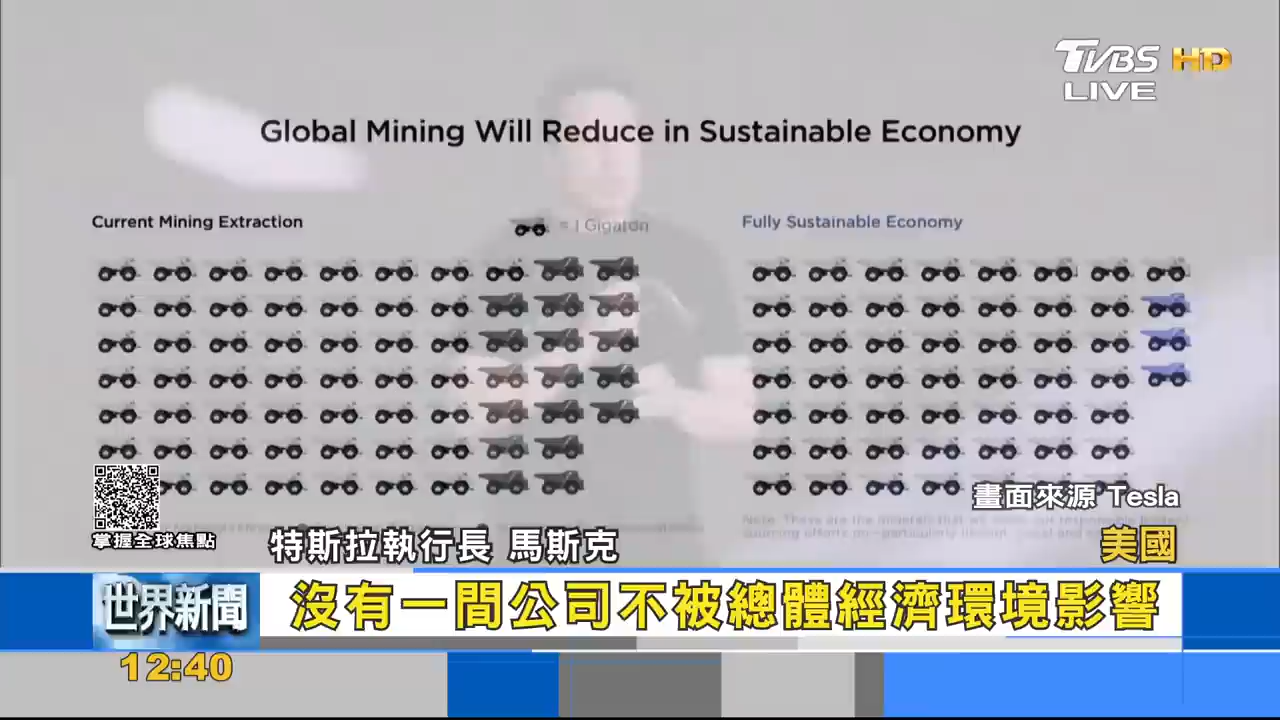 TVBS HD
LIVE
Global Mining Will Reduce in Sustainable Economy
Current Mining Extraction
= 1 Gigaton
Fully Sustainable Economy
畫面來源 Tesla
掌握全球焦點
特斯拉執行長 馬斯克
美國
世界新聞
沒有一間公司不被總體經濟環境影響
12:40